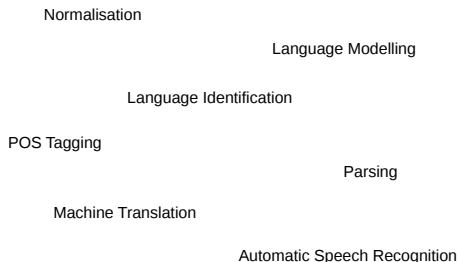 Normalisation
Language Modelling
Language Identification
POS Tagging
Parsing
Machine Translation
Automatic Speech Recognition